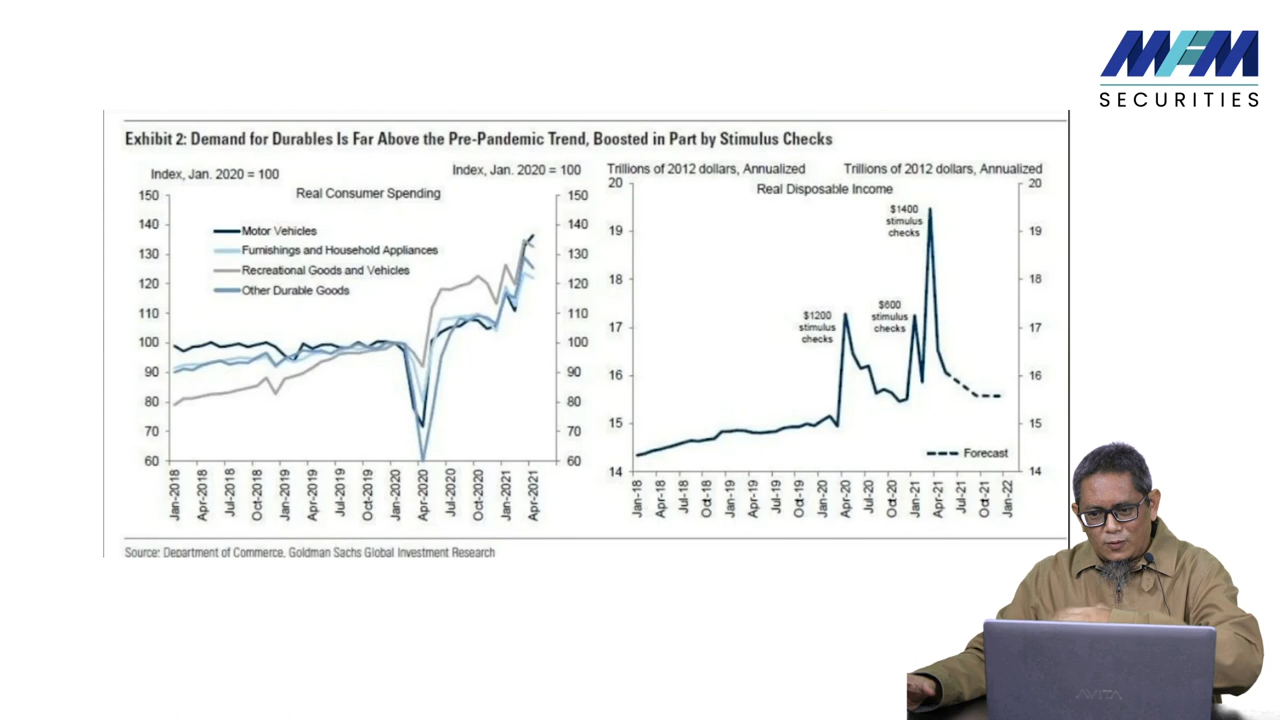 MFM
SECURITIES
Exhibit 2: Demand for Durables Is Far Above the Pre-Pandemic Trend, Boosted in Part by Stimulus Checks
Index, Jan. 2020 = 100
Index, Jan. 2020 = 100
Real Consumer Spending
150
140
130
120
110
100
90
80
70
60
150
140
130
120
110
100
90
80
70
60
Motor Vehicles
Furnishings and Household Appliances
Recreational Goods and Vehicles
Other Durable Goods
Jan-2018
Apr-2018
Jul-2018
Oct-2018
Jan-2019
Apr-2019
Jul-2019
Oct-2019
Jan-2020
Apr-2020
Jul-2020
Oct-2020
Jan-2021
Apr-2021
Trillions of 2012 dollars, Annualized
Trillions of 2012 dollars, Annualized
Real Disposable Income
20
19
18
17
16
15
14
20
19
18
17
16
15
14
$1200
stimulus
checks
$600
stimulus
checks
$1400
stimulus
checks
Forecast
Jan-18
Apr-18
Jul-18
Oct-18
Jan-19
Apr-19
Jul-19
Oct-19
Jan-20
Apr-20
Jul-20
Oct-20
Jan-21
Apr-21
Jul-21
Oct-21
Jan-22
Source: Department of Commerce, Goldman Sachs Global Investment Research
AVITA